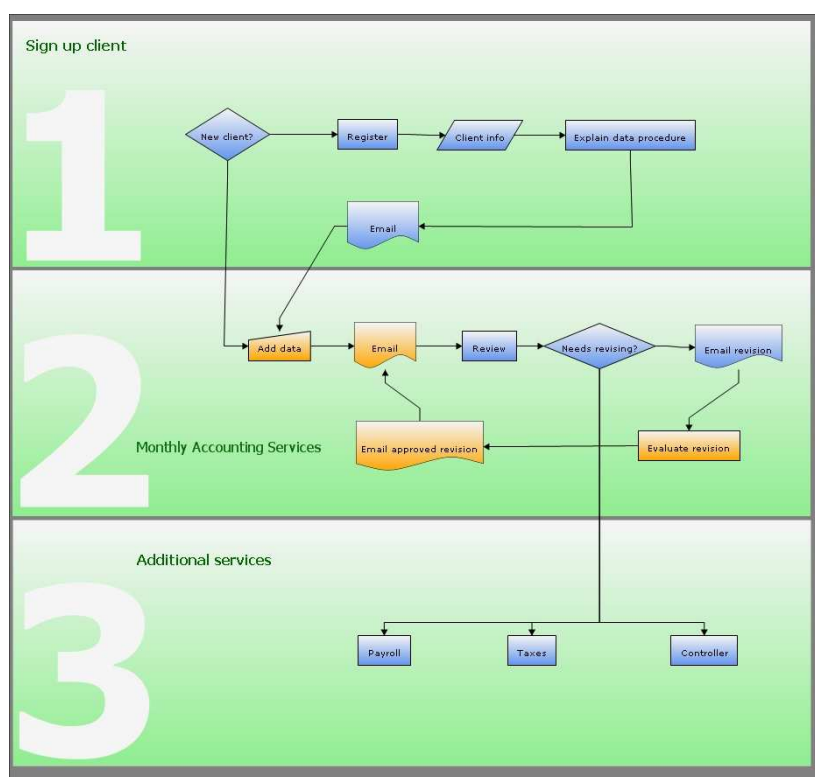 Sign up client
1
New client?
Register
Client info
Explain data procedure
Email
2
Add data
Email
Review
Needs revising?
Email revision
Monthly Accounting Services
Email approved revision
Evaluate revision
3
Additional services
Payroll
Taxes
Controller